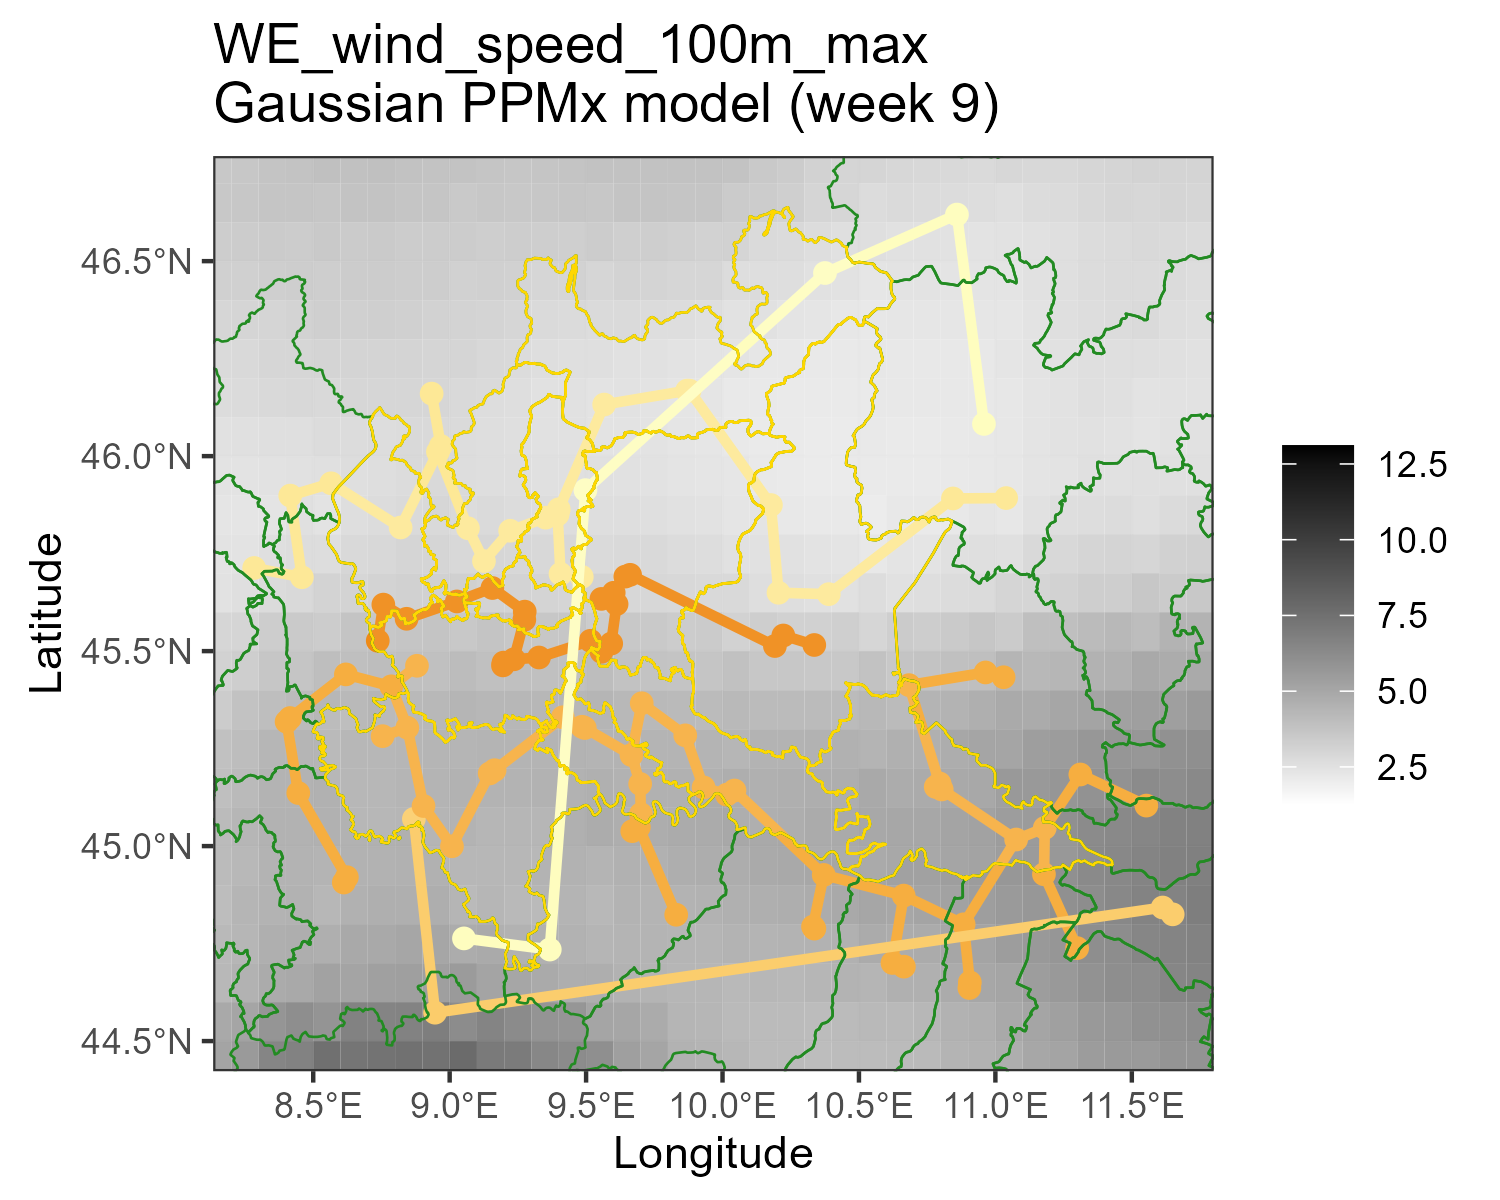 WE_wind_speed_100m_max
Gaussian PPMx model (week 9)
46.5°N
46.0°N
45.5°N
45.0°N
44.5°N
Latitude
8.5°E 9.0°E 9.5°E 10.0°E 10.5°E 11.0°E 11.5°E
Longitude
12.5
10.0
7.5
5.0
2.5